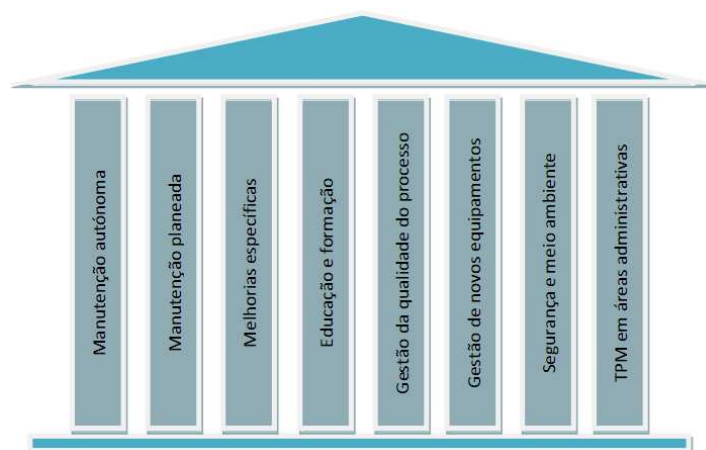 Manutenção autónoma
Manutenção planeada
Melhorias específicas
Educação e formação
Gestão da qualidade do processo
Gestão de novos equipamentos
Segurança e meio ambiente
TPM em áreas administrativas